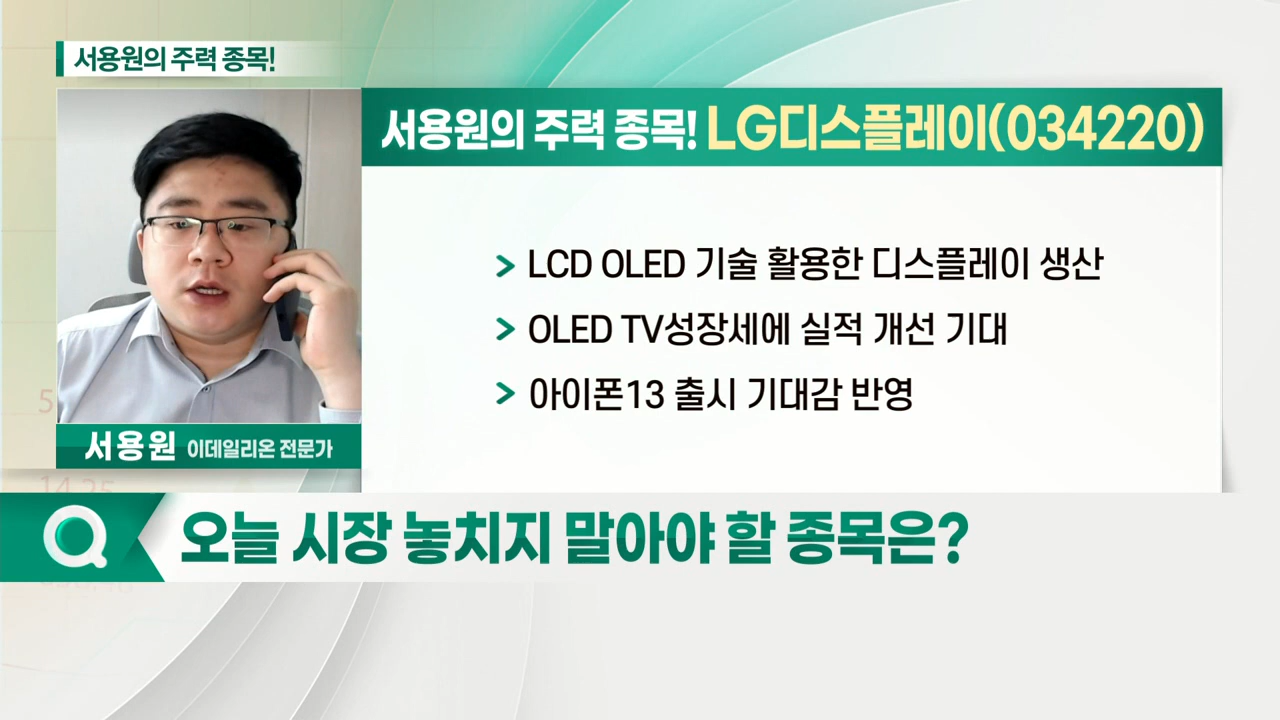 서용원의 주력 종목!
서용원의 주력 종목! LG디스플레이(034220)
> LCD OLED 기술 활용한 디스플레이 생산
> OLED TV성장세에 실적 개선 기대
> 아이폰13 출시 기대감 반영
서용원 이데일리온 전문가
Q 오늘 시장 놓치지 말아야 할 종목은?